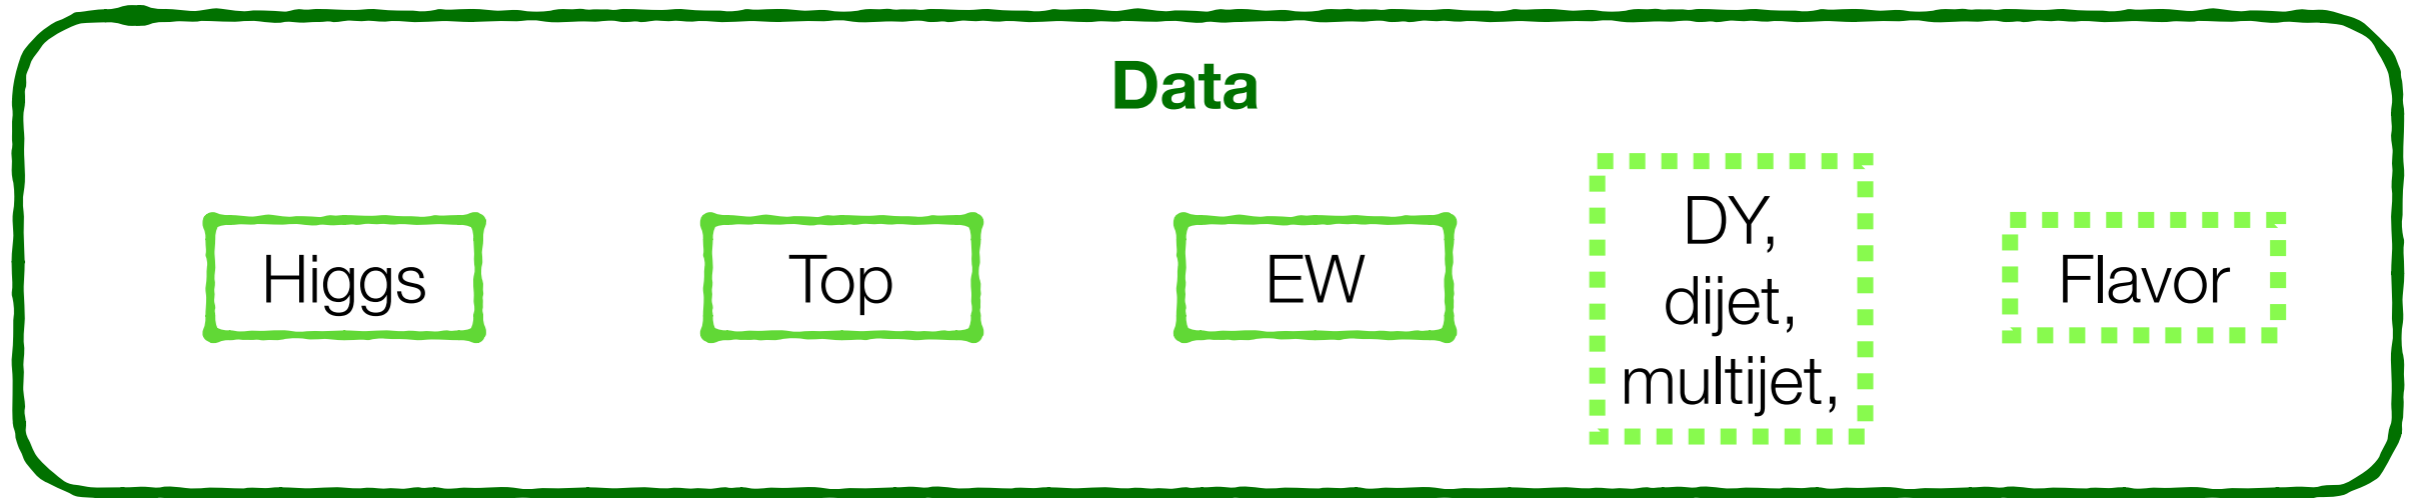 Data
Higgs
Top
EW
DY,
dijet,
multijet,
Flavor